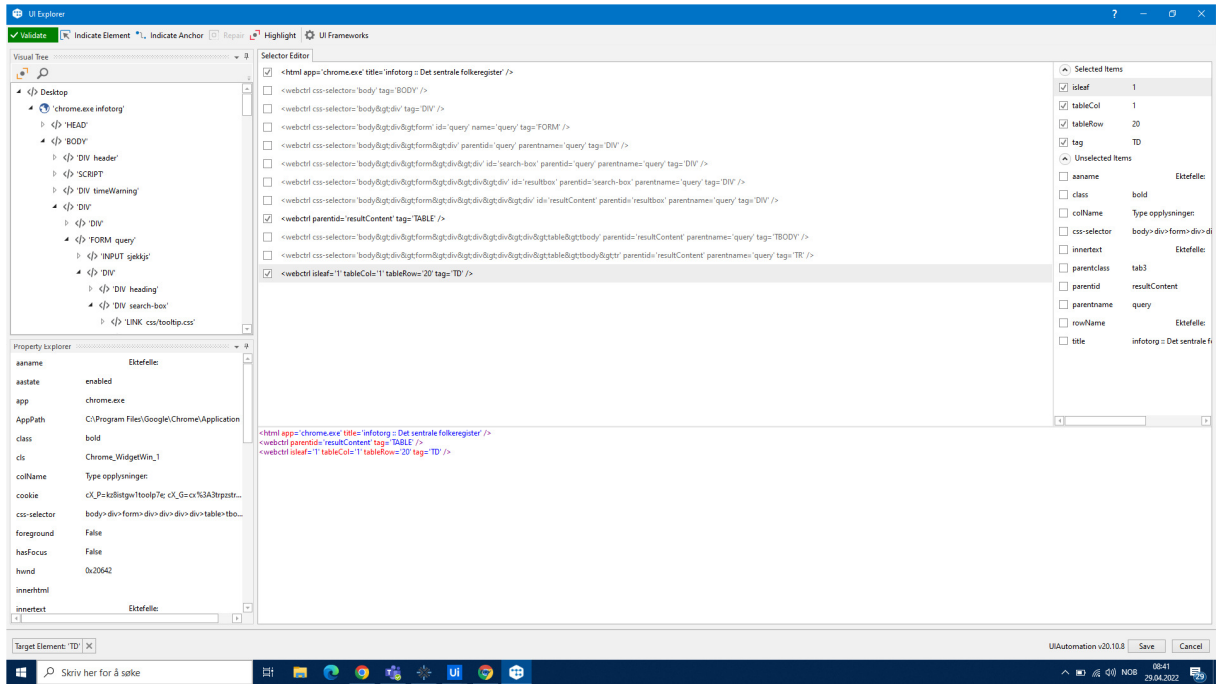 UI Explorer
Validate Indicate Element Indicate Anchor Repair Highlight UI Frameworks
Visual Tree
</> Desktop
'chrome.exe infotorg'
</> 'HEAD'
</> 'BODY'
</> 'DIV header'
</> 'SCRIPT'
</> 'DIV timeWarning'
</> 'DIV'
</> 'DIV'
</> 'FORM query'
</> 'INPUT sjekkjs'
</> 'DIV'
</> 'DIV heading'
</> 'DIV search-box'
</> 'LINK css/tooltip.css'
Property Explorer
aaname Ektefelle:
aastate enabled
app chrome.exe
AppPath C:\Program Files\Google\Chrome\Application
class bold
cls Chrome_WidgetWin_1
colName Type opplysninger:
cookie cX_P=kz8istgw1toolp7e; cX_G=cx%3A3trpzstr...
css-selector body>div>form>div>div>div>div>table>tbo...
foreground False
hasFocus False
hwnd 0x20642
innerhtml
innertext Ektefelle:
Selector Editor
<html app='chrome.exe' title='infotorg :: Det sentrale folkeregister' />
<webctrl css-selector='body' tag='BODY' />
<webctrl css-selector='body&gt;div' tag='DIV' />
<webctrl css-selector='body&gt;div&gt;form' id='query' name='query' tag='FORM' />
<webctrl css-selector='body&gt;div&gt;form&gt;div' parentid='query' parentname='query' tag='DIV' />
<webctrl css-selector='body&gt;div&gt;form&gt;div&gt;div' id='search-box' parentid='query' parentname='query' tag='DIV' />
<webctrl css-selector='body&gt;div&gt;form&gt;div&gt;div&gt;div' id='resultbox' parentid='search-box' parentname='query' tag='DIV' />
<webctrl css-selector='body&gt;div&gt;form&gt;div&gt;div&gt;div&gt;div' id='resultContent' parentid='resultbox' parentname='query' tag='DIV' />
<webctrl parentid='resultContent' tag='TABLE' />
<webctrl css-selector='body&gt;div&gt;form&gt;div&gt;div&gt;div&gt;div&gt;table&gt;tbody' parentid='resultContent' parentname='query' tag='TBODY' />
<webctrl css-selector='body&gt;div&gt;form&gt;div&gt;div&gt;div&gt;div&gt;table&gt;tbody&gt;tr' parentid='resultContent' parentname='query' tag='TR' />
<webctrl isleaf='1' tableCol='1' tableRow='20' tag='TD' />
<html app='chrome.exe' title='infotorg :: Det sentrale folkeregister' />
<webctrl parentid='resultContent' tag='TABLE' />
<webctrl isleaf='1' tableCol='1' tableRow='20' tag='TD' />
Selected Items
isleaf 1
tableCol 1
tableRow 20
tag TD
Unselected Items
aaname Ektefelle:
class bold
colName Type opplysninger:
css-selector body>div>form>div>di
innertext Ektefelle:
parentclass tab3
parentid resultContent
parentname query
rowName Ektefelle:
title infotorg :: Det sentrale f
Target Element: 'TD'
UIAutomation v20.10.8 Save Cancel
Skriv her for å søke
Ui
NOB
08:41
29.04.2022
29